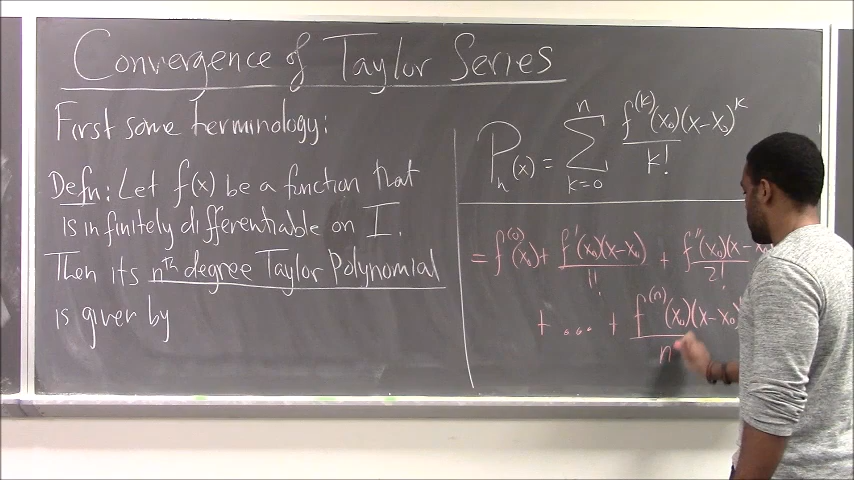 Convergence of Taylor Series
First some terminology:
Defn: Let f(x) be a function that
is infinitely differentiable on I.
Then its nth degree Taylor Polynomial
is given by
Pₙ(x) = Σ_{k=0}^{n} f^(k)(x₀)(x-x₀)^k / k!
= f^(0)(x₀) + f'(x₀)(x-x₀) / 1! + f''(x₀)(x- / 2!
+ ... + f^(n)(x₀)(x-x₀) / n